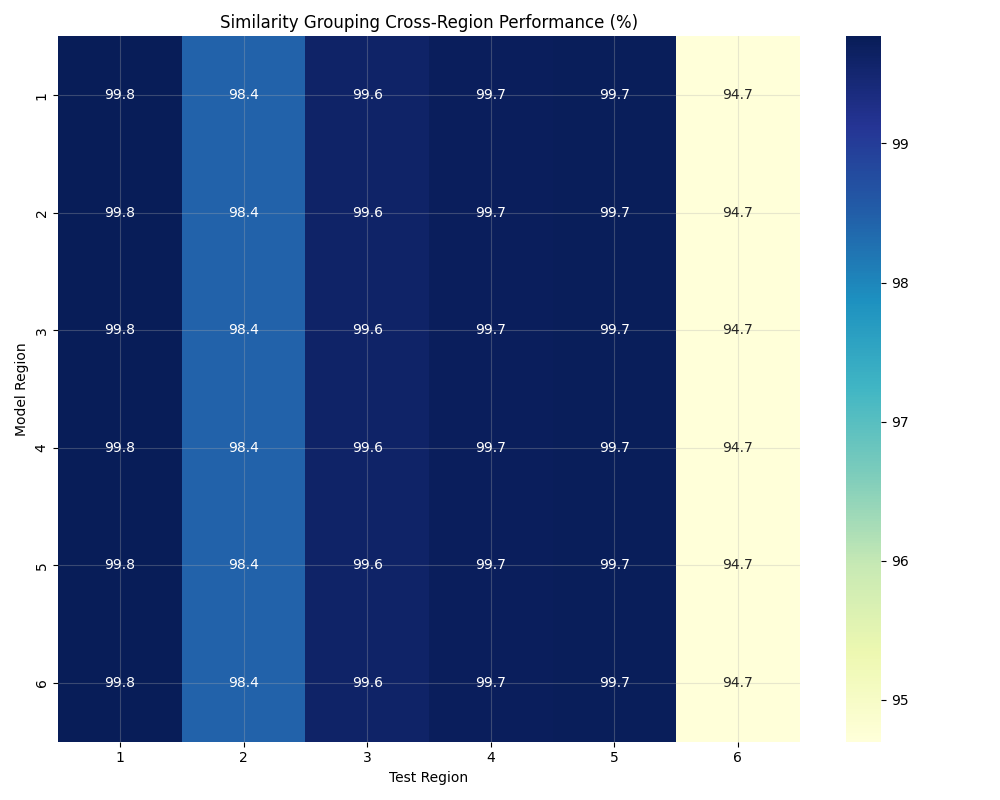 Similarity Grouping Cross-Region Performance (%)
1 99.8 98.4 99.6 99.7 99.7 94.7
2 99.8 98.4 99.6 99.7 99.7 94.7
3 99.8 98.4 99.6 99.7 99.7 94.7
4 99.8 98.4 99.6 99.7 99.7 94.7
5 99.8 98.4 99.6 99.7 99.7 94.7
6 99.8 98.4 99.6 99.7 99.7 94.7
Model Region
1 2 3 4 5 6
Test Region
99
98
97
96
95